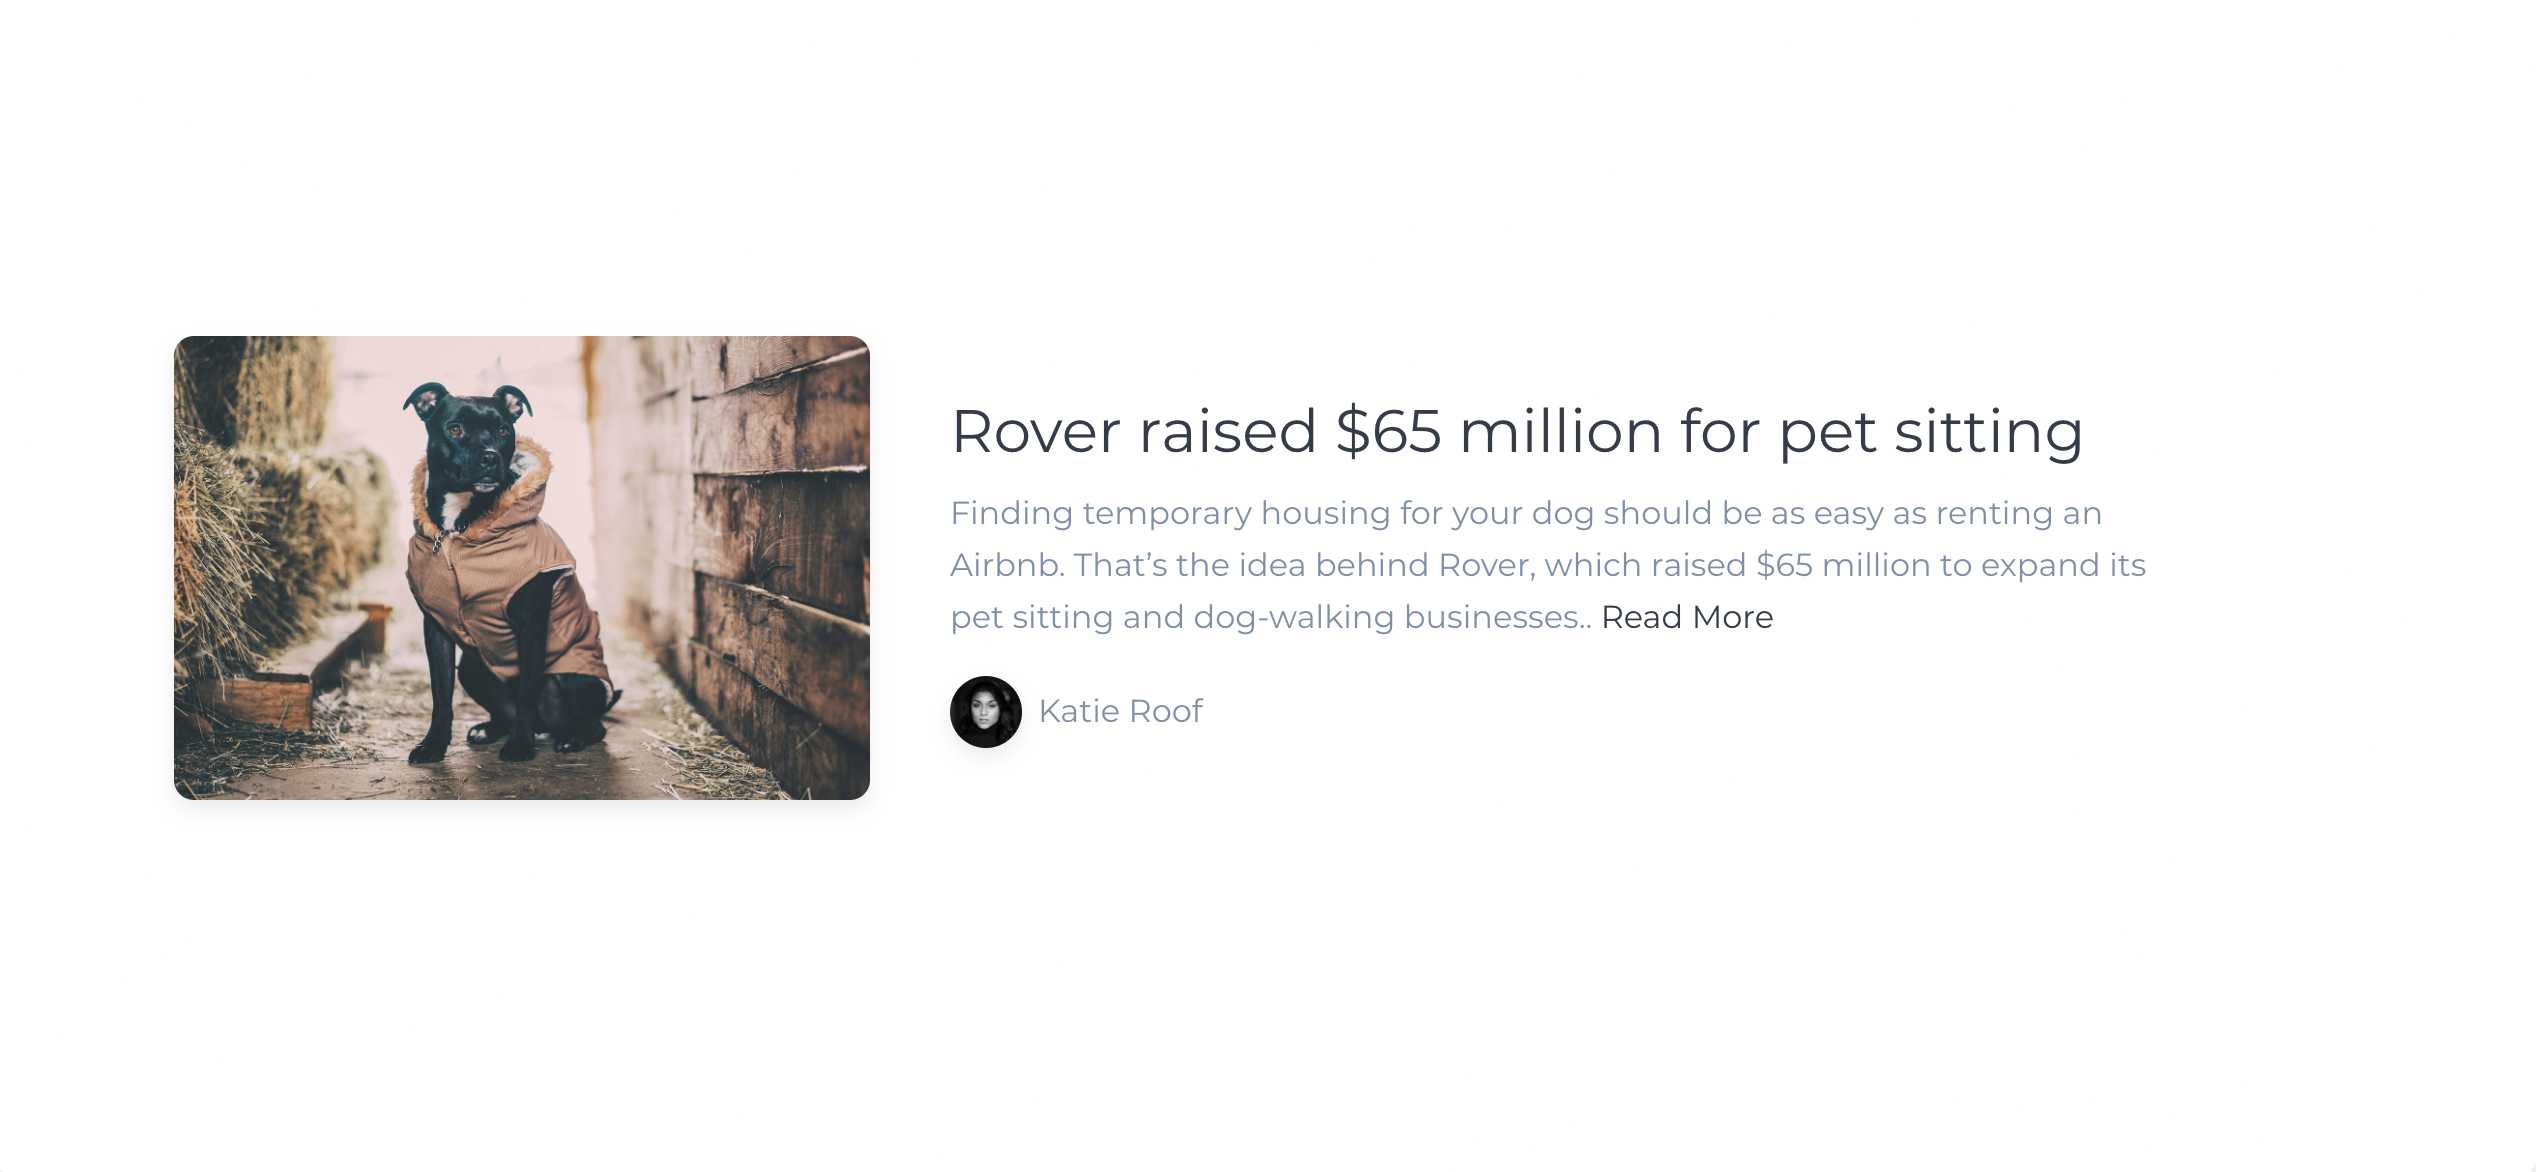 Rover raised $65 million for pet sitting
Finding temporary housing for your dog should be as easy as renting an
Airbnb. That’s the idea behind Rover, which raised $65 million to expand its
pet sitting and dog-walking businesses.. Read More
Katie Roof